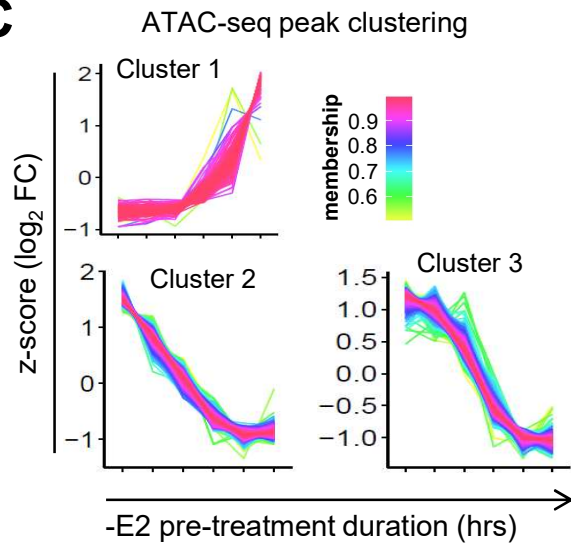 C
ATAC-seq peak clustering
Cluster 1
2
1
0
−1
membership
0.9
0.8
0.7
0.6
z-score (log2 FC)
Cluster 2
2
1
0
−1
Cluster 3
1.5
1.0
0.5
0.0
−0.5
−1.0
-E2 pre-treatment duration (hrs)